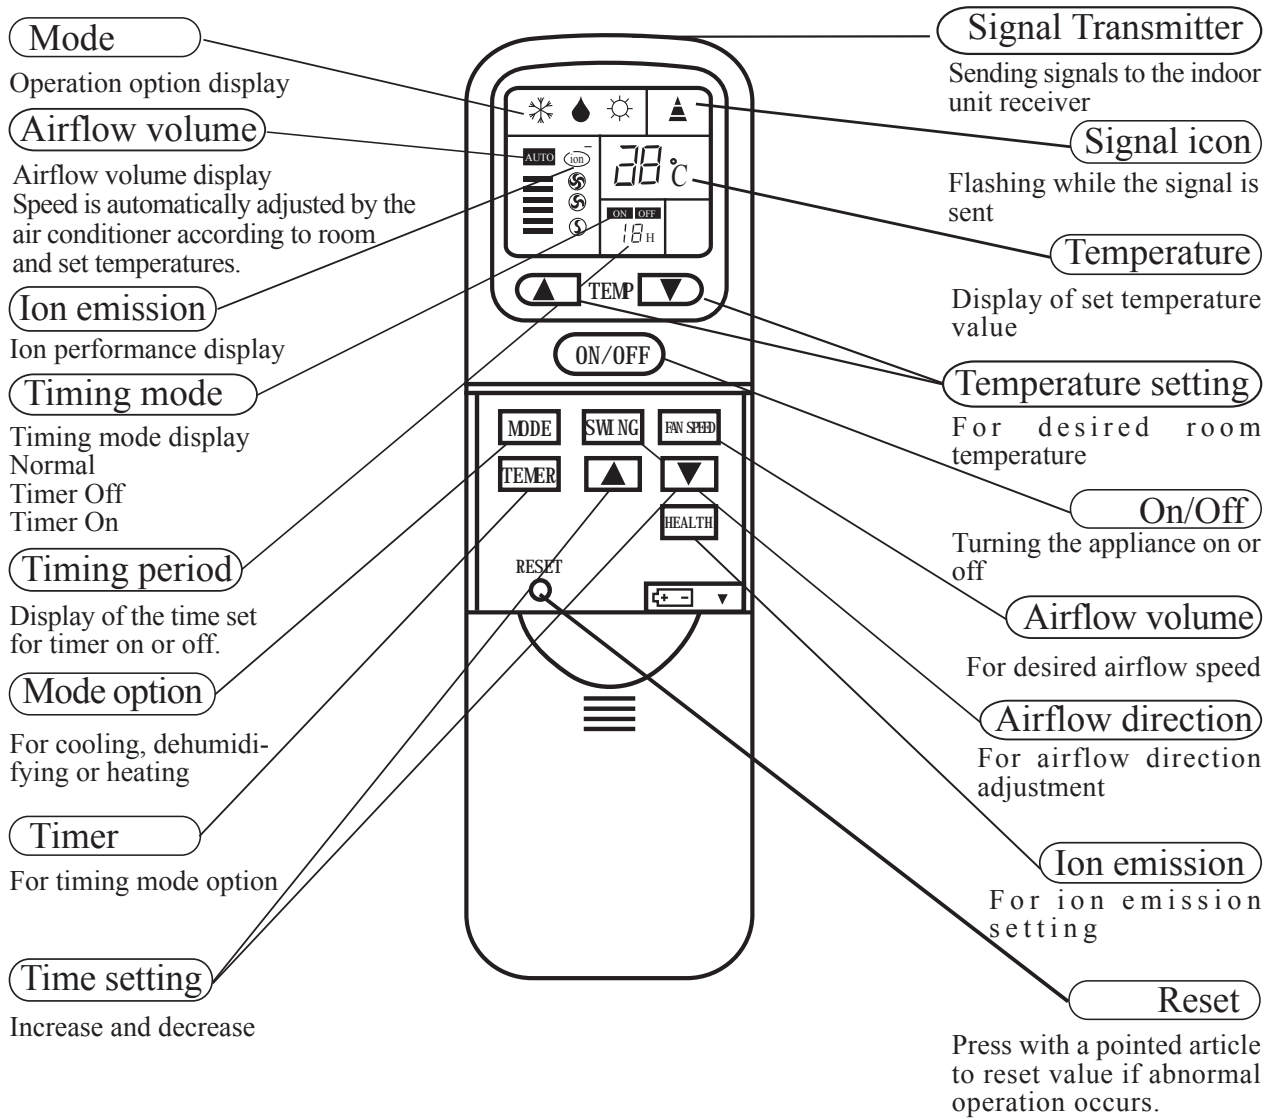 Mode
Operation option display
Airflow volume
Airflow volume display
Speed is automatically adjusted by the
air conditioner according to room
and set temperatures.
Ion emission
Ion performance display
Timing mode
Timing mode display
Normal
Timer Off
Timer On
Timing period
Display of the time set
for timer on or off.
Mode option
For cooling, dehumidi-
fying or heating
Timer
For timing mode option
Time setting
Increase and decrease
AUTO
ion
°C
ON OFF
18 H
TEMP
ON/OFF
MODE
SWING
FAN SPEED
TEMER
HEALTH
RESET
+ -
Signal Transmitter
Sending signals to the indoor
unit receiver
Signal icon
Flashing while the signal is
sent
Temperature
Display of set temperature
value
Temperature setting
For desired room
temperature
On/Off
Turning the appliance on or
off
Airflow volume
For desired airflow speed
Airflow direction
For airflow direction
adjustment
Ion emission
For ion emission
setting
Reset
Press with a pointed article
to reset value if abnormal
operation occurs.